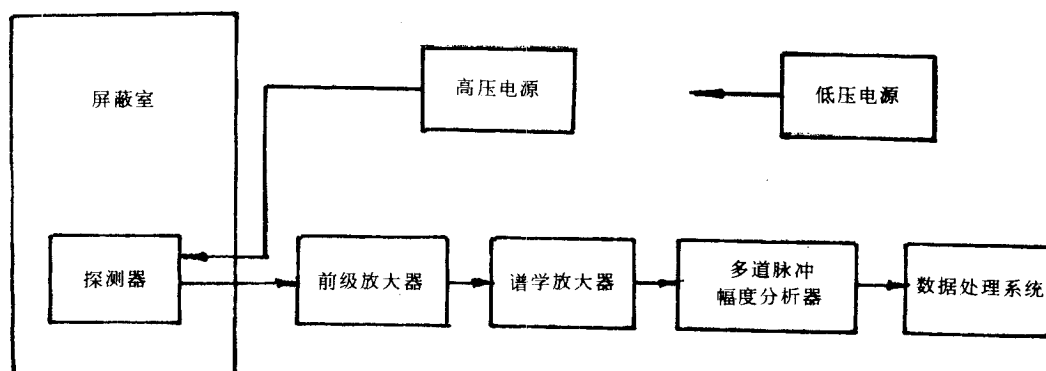 屏蔽室
高压电源
低压电源
探测器
前级放大器
谱学放大器
多道脉冲
幅度分析器
数据处理系统